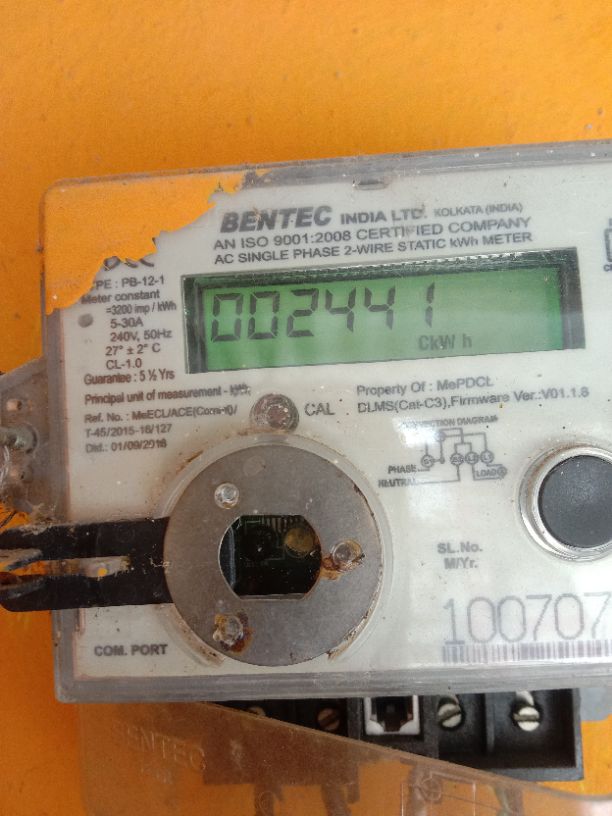 BENTEC INDIA LTD. KOLKATA (INDIA)
AN ISO 9001:2008 CERTIFIED COMPANY
AC SINGLE PHASE 2-WIRE STATIC kWh METER
PB-12-1
Meter constant
=3200 imp / kWh
5-30A
240V, 50Hz
27° ± 2° C
CL-1.0
Guarantee : 5 ½ Yrs
002441
CkW h
Principal unit of measurement - kWh
Property Of : MePDCL
Ref. No.: MeECL/ACE(Com-II)/
T-45/2015-16/127
Dtd.: 01/09/2016
CAL
DLMS(Cat-C3),Firmware Ver.:V01.1.8
CONNECTION DIAGRAM
PHASE
NEUTRAL
LOAD
SL.No.
M/Yr.
100707
COM. PORT
BENTEC